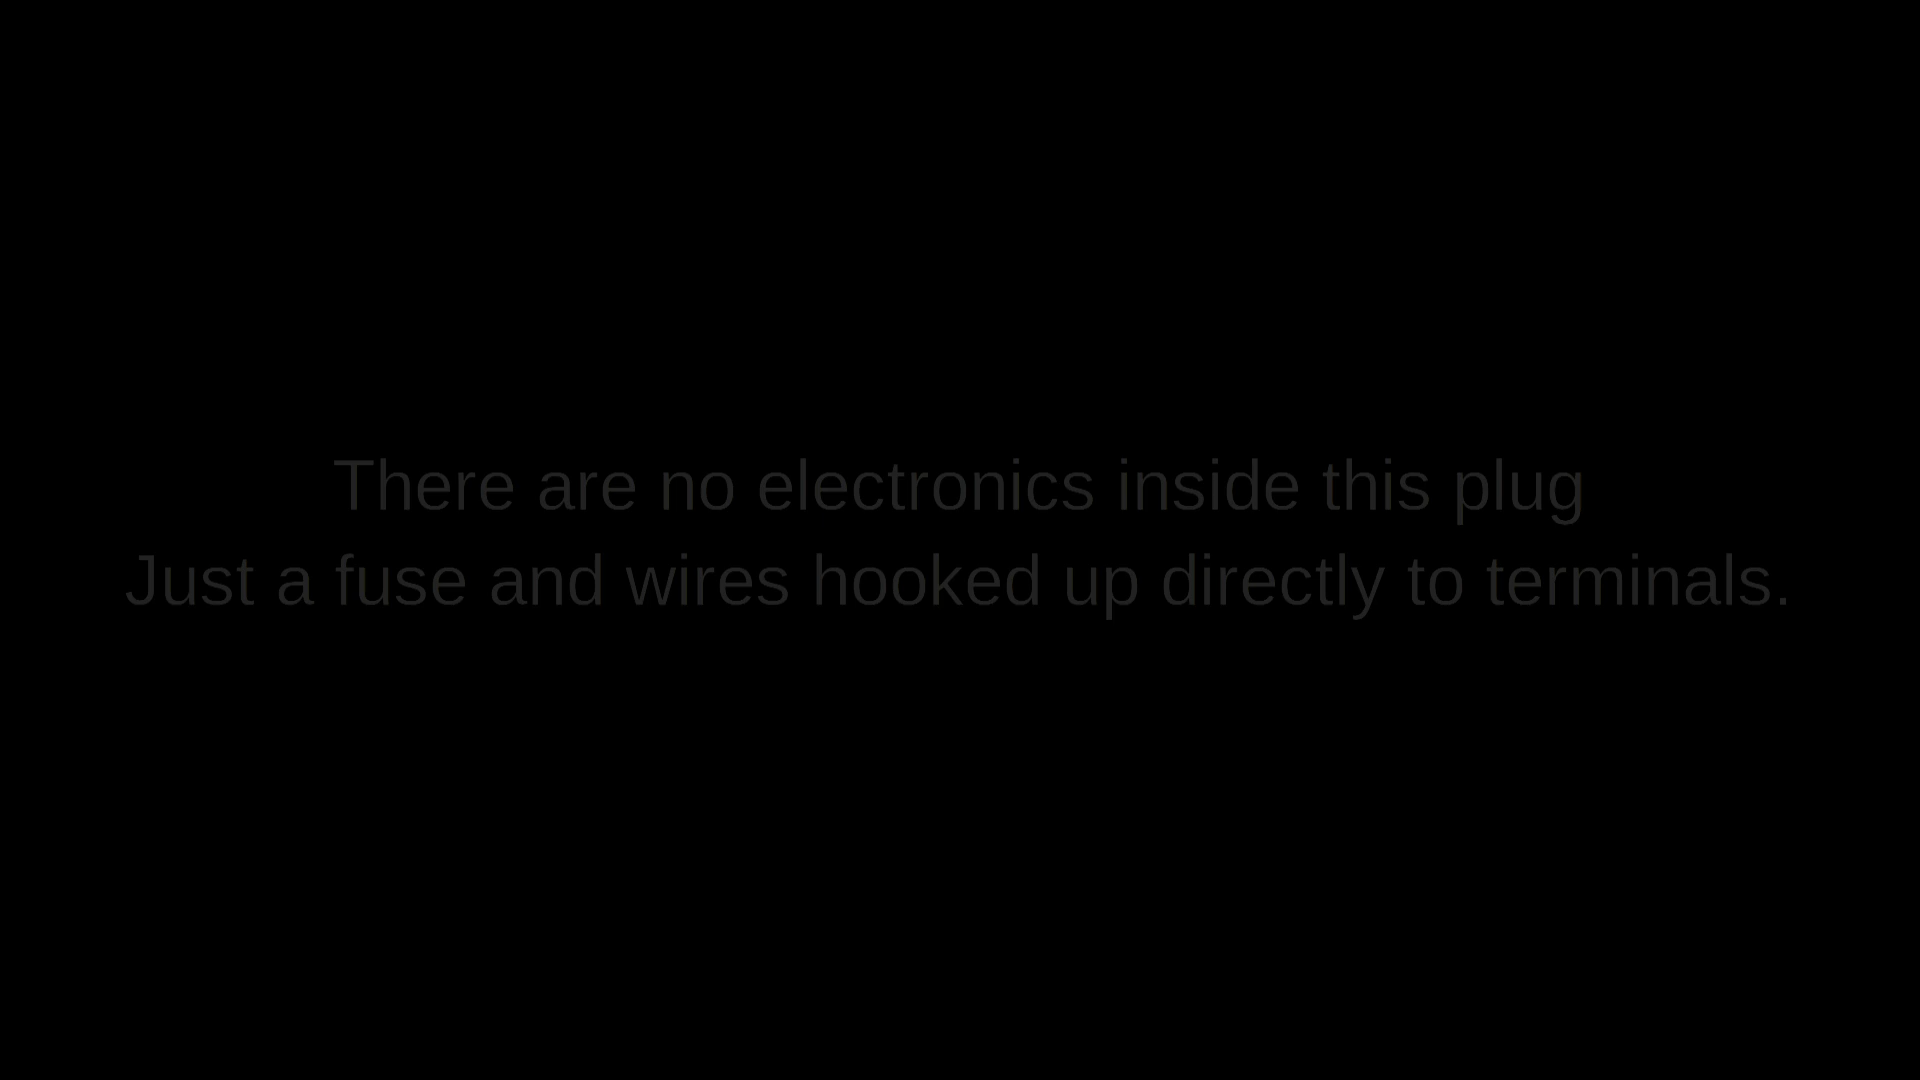 There are no electronics inside this plug
Just a fuse and wires hooked up directly to terminals.